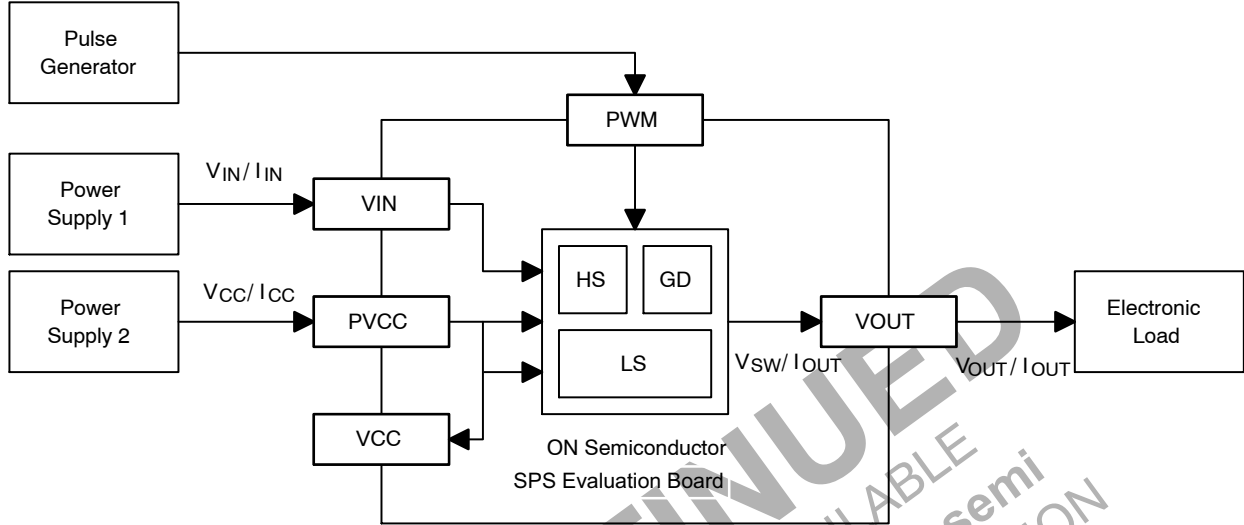 Pulse
Generator
PWM
Power
Supply 1
VIN/ IIN
VIN
HS
GD
Power
Supply 2
VCC/ ICC
PVCC
LS
VOUT
Electronic
Load
VSW/ IOUT
VOUT/ IOUT
VCC
ON Semiconductor
SPS Evaluation Board